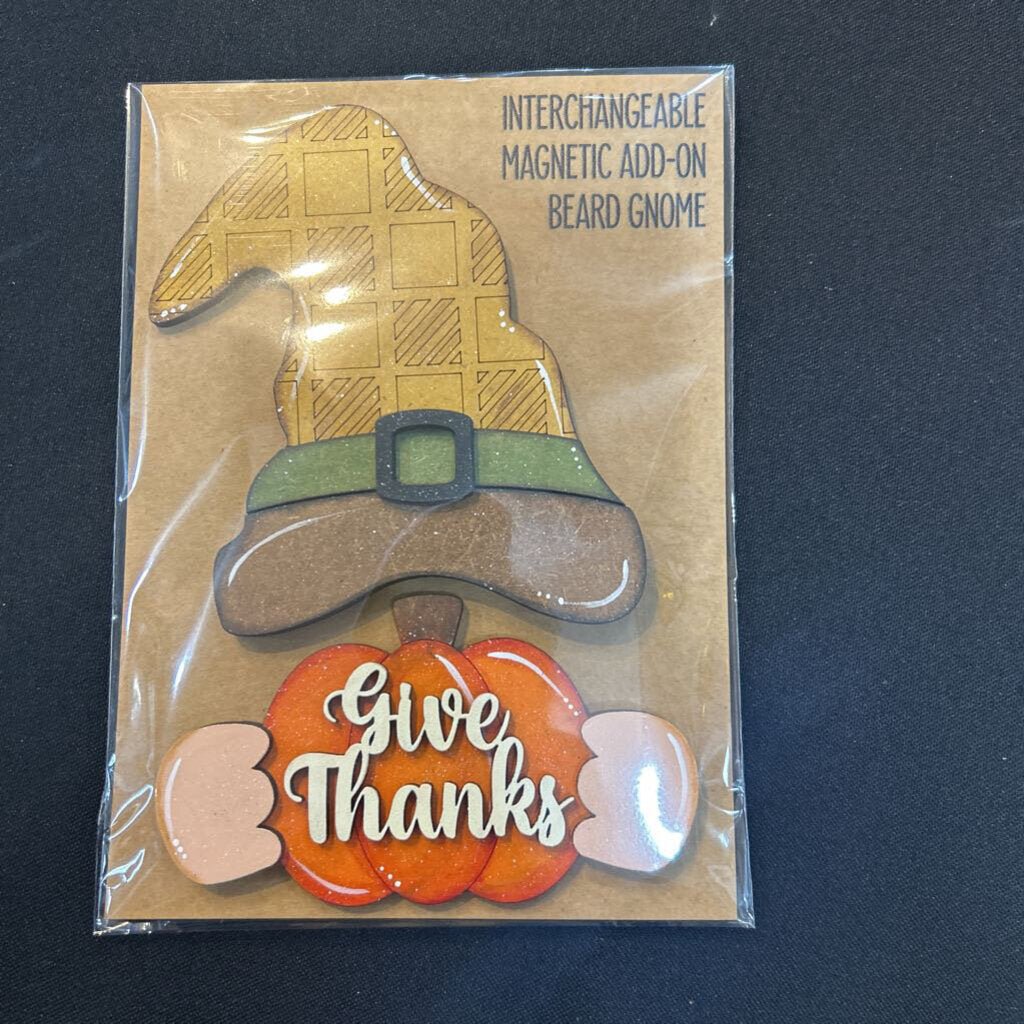 INTERCHANGEABLE
MAGNETIC ADD-ON
BEARD GNOME
Give
Thanks